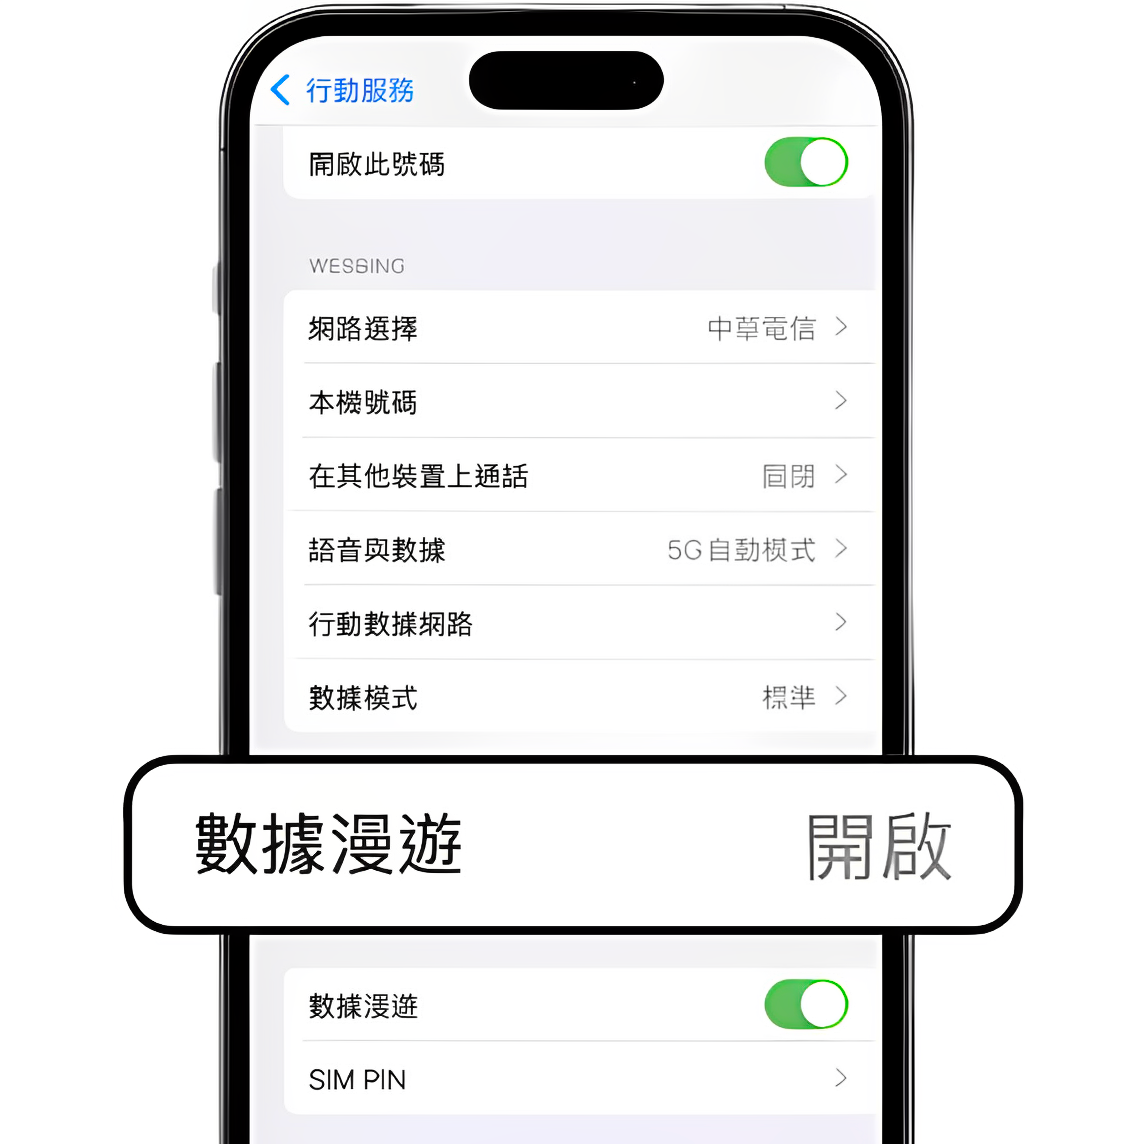 行動服務
開啟此號碼
WESBING
網路選擇 中華電信
本機號碼
在其他裝置上通話 關閉
語音與數據 5G自動模式
行動數據網路
數據模式 標準
數據漫遊 開啟
數據漫遊
SIM PIN